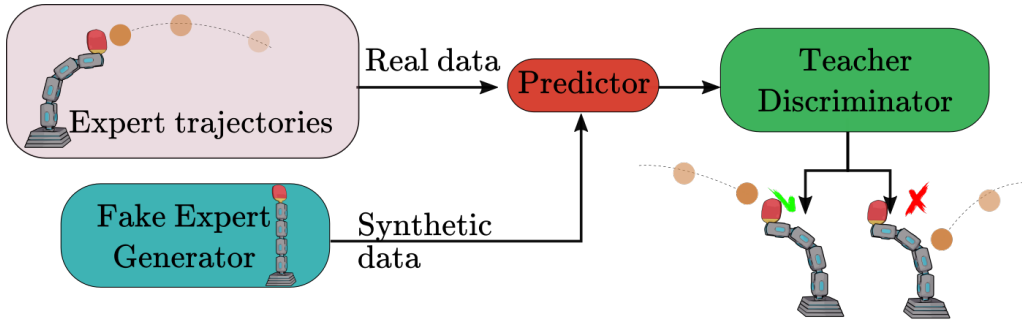 Expert trajectories
Real data
Predictor
Teacher
Discriminator
Fake Expert
Generator
Synthetic
data